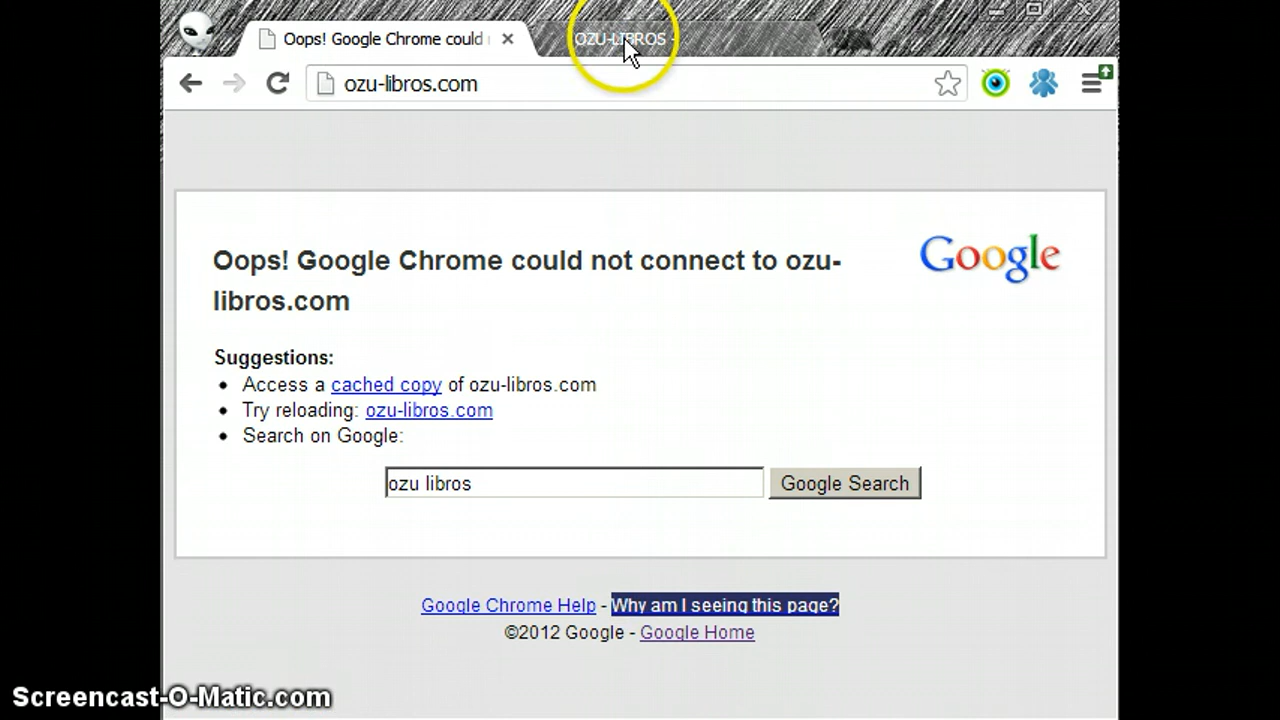 Oops! Google Chrome could
OZU-LIBROS -
ozu-libros.com
Google
Oops! Google Chrome could not connect to ozu-
libros.com
Suggestions:
Access a cached copy of ozu-libros.com
Try reloading: ozu-libros.com
Search on Google:
ozu libros
Google Search
Google Chrome Help - Why am I seeing this page?
©2012 Google - Google Home
Screencast-O-Matic.com